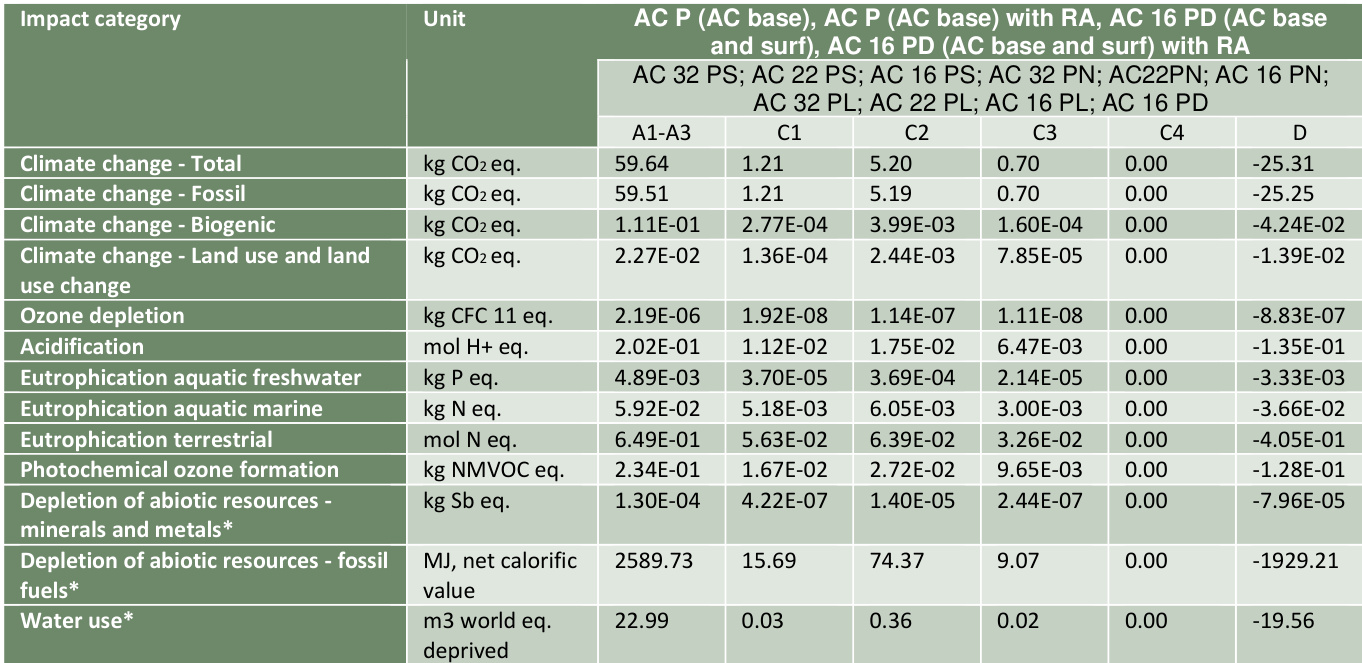 Impact category Unit AC P (AC base), AC P (AC base) with RA, AC 16 PD (AC base
and surf), AC 16 PD (AC base and surf) with RA
AC 32 PS; AC 22 PS; AC 16 PS; AC 32 PN; AC22PN; AC 16 PN;
AC 32 PL; AC 22 PL; AC 16 PL; AC 16 PD
A1-A3 C1 C2 C3 C4 D
Climate change - Total kg CO2 eq. 59.64 1.21 5.20 0.70 0.00 -25.31
Climate change - Fossil kg CO2 eq. 59.51 1.21 5.19 0.70 0.00 -25.25
Climate change - Biogenic kg CO2 eq. 1.11E-01 2.77E-04 3.99E-03 1.60E-04 0.00 -4.24E-02
Climate change - Land use and land kg CO2 eq. 2.27E-02 1.36E-04 2.44E-03 7.85E-05 0.00 -1.39E-02
use change
Ozone depletion kg CFC 11 eq. 2.19E-06 1.92E-08 1.14E-07 1.11E-08 0.00 -8.83E-07
Acidification mol H+ eq. 2.02E-01 1.12E-02 1.75E-02 6.47E-03 0.00 -1.35E-01
Eutrophication aquatic freshwater kg P eq. 4.89E-03 3.70E-05 3.69E-04 2.14E-05 0.00 -3.33E-03
Eutrophication aquatic marine kg N eq. 5.92E-02 5.18E-03 6.05E-03 3.00E-03 0.00 -3.66E-02
Eutrophication terrestrial mol N eq. 6.49E-01 5.63E-02 6.39E-02 3.26E-02 0.00 -4.05E-01
Photochemical ozone formation kg NMVOC eq. 2.34E-01 1.67E-02 2.72E-02 9.65E-03 0.00 -1.28E-01
Depletion of abiotic resources - kg Sb eq. 1.30E-04 4.22E-07 1.40E-05 2.44E-07 0.00 -7.96E-05
minerals and metals*
Depletion of abiotic resources - fossil MJ, net calorific 2589.73 15.69 74.37 9.07 0.00 -1929.21
fuels* value
Water use* m3 world eq. 22.99 0.03 0.36 0.02 0.00 -19.56
deprived